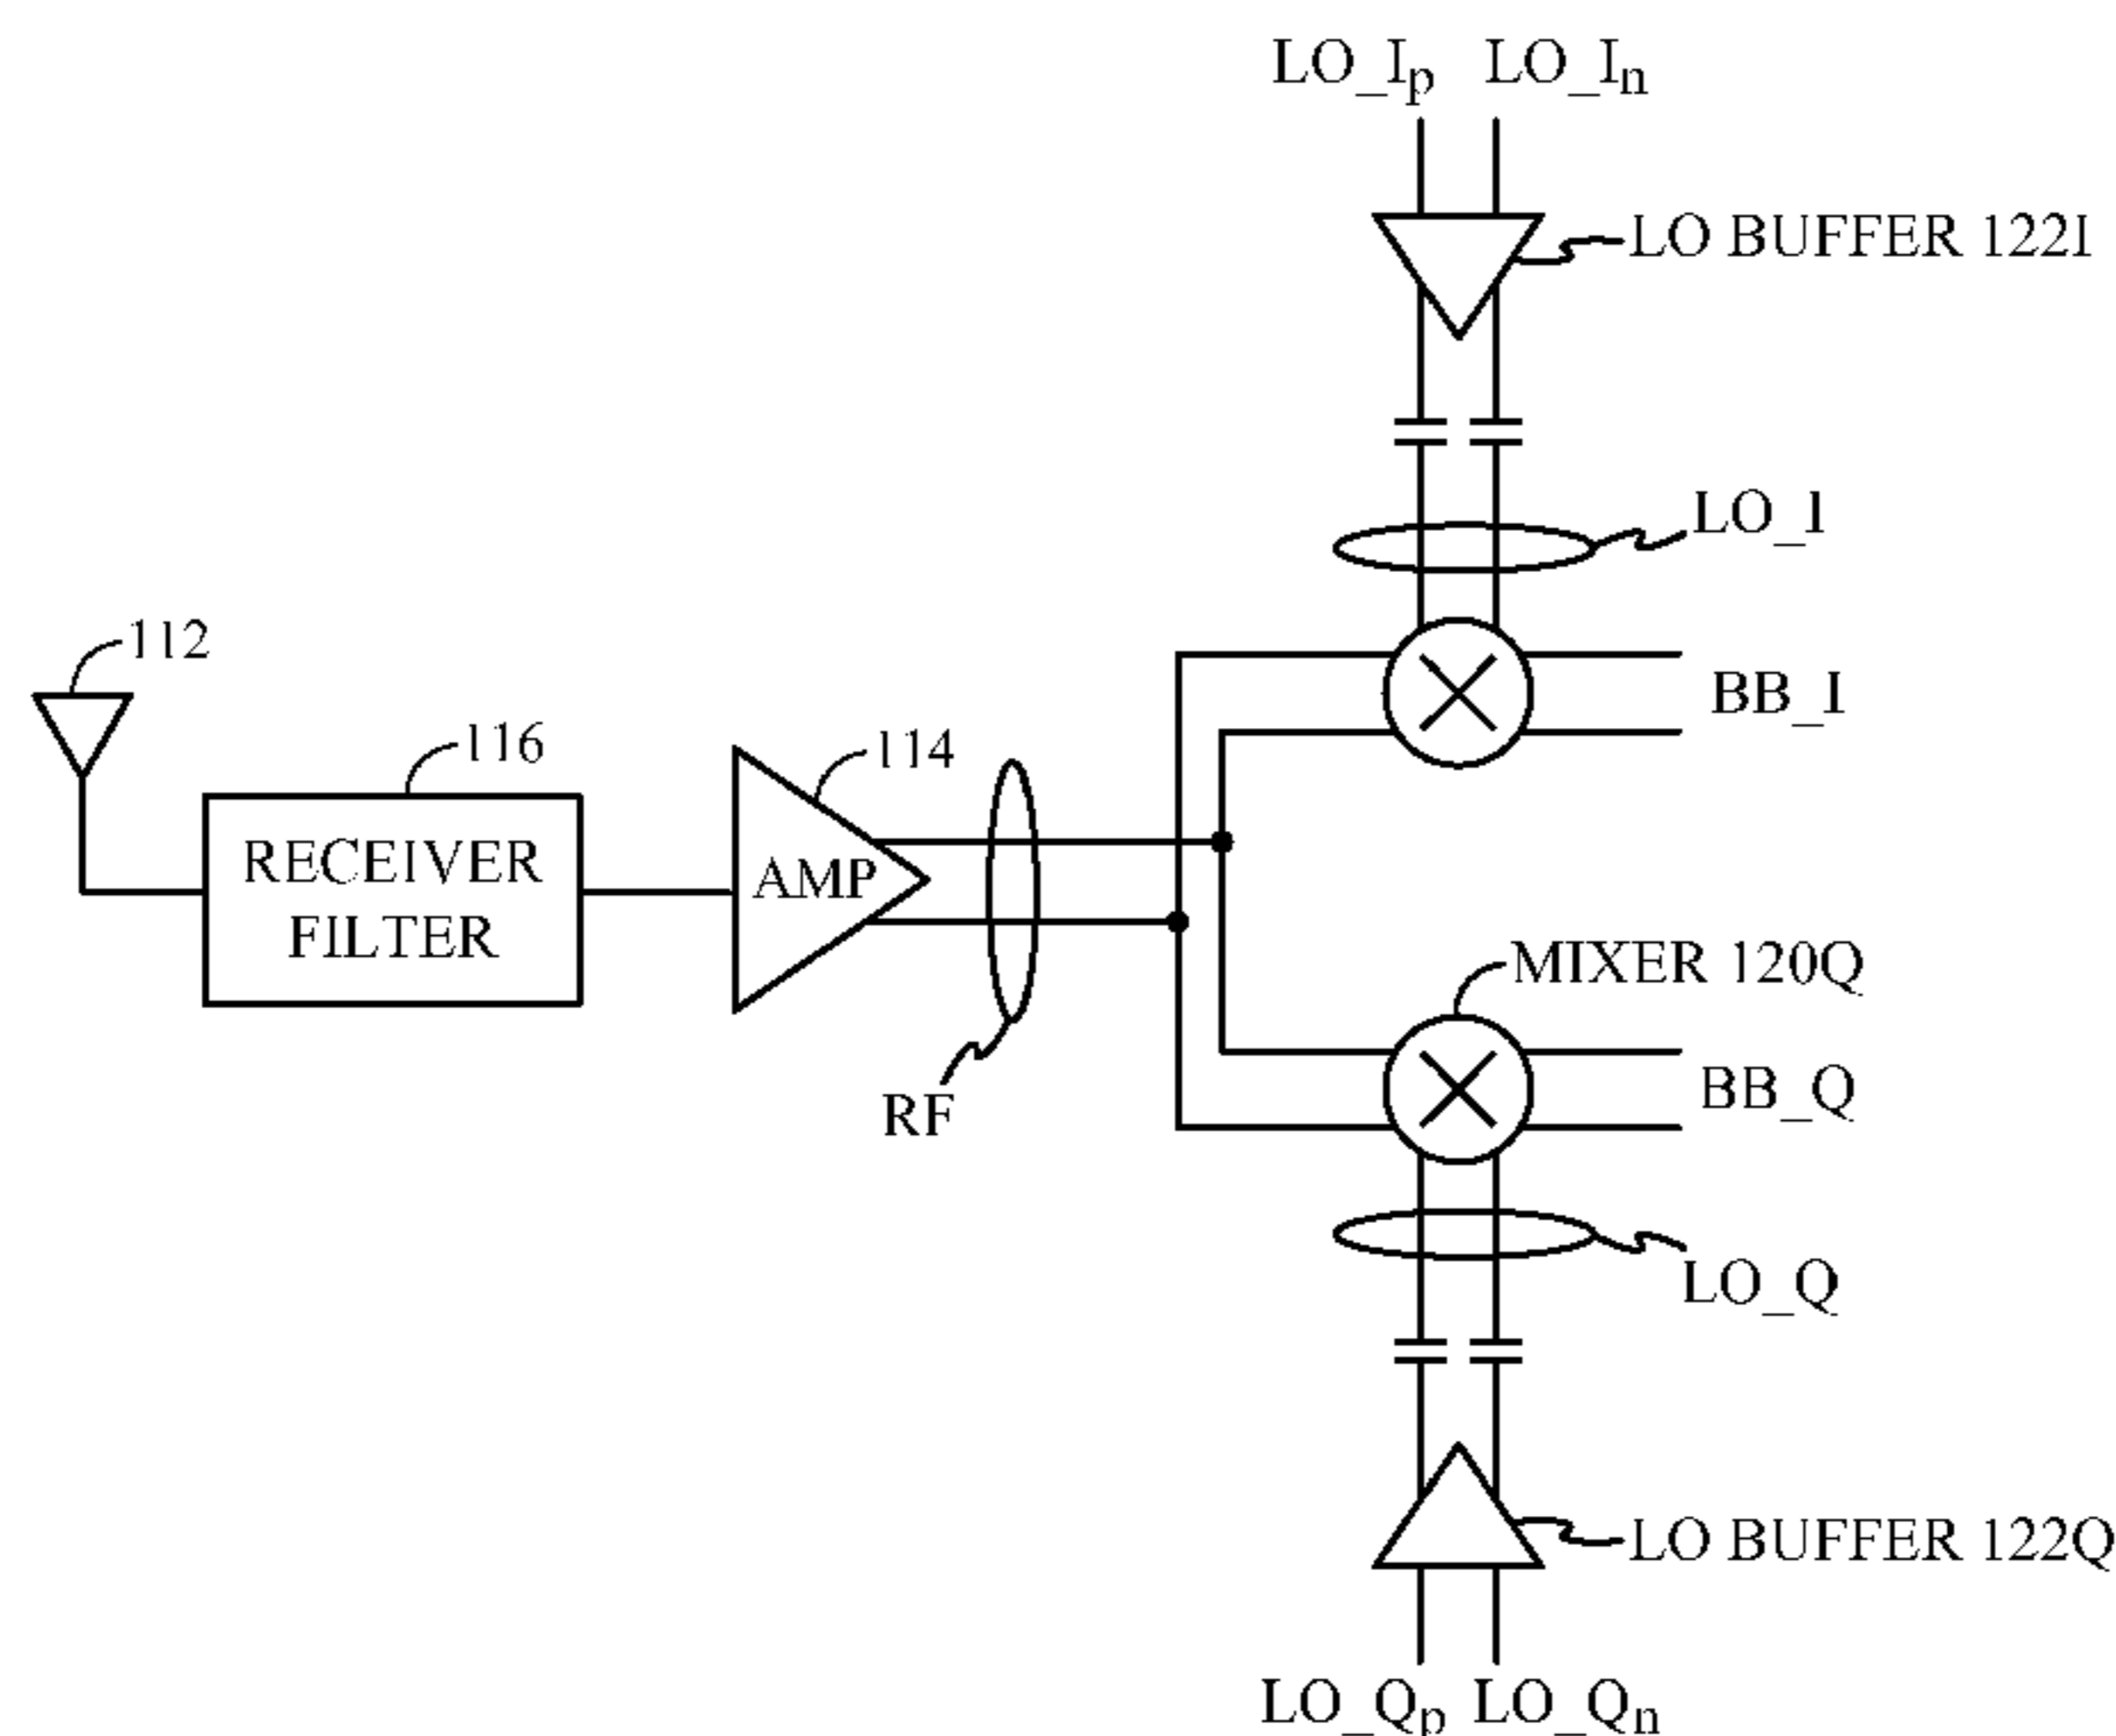 LO_Ip LO_In
LO BUFFER 122I
LO_I
112
116
114
BB_I
RECEIVER
FILTER
AMP
MIXER 120Q
RF
BB_Q
LO_Q
LO BUFFER 122Q
LO_Qp LO_Qn